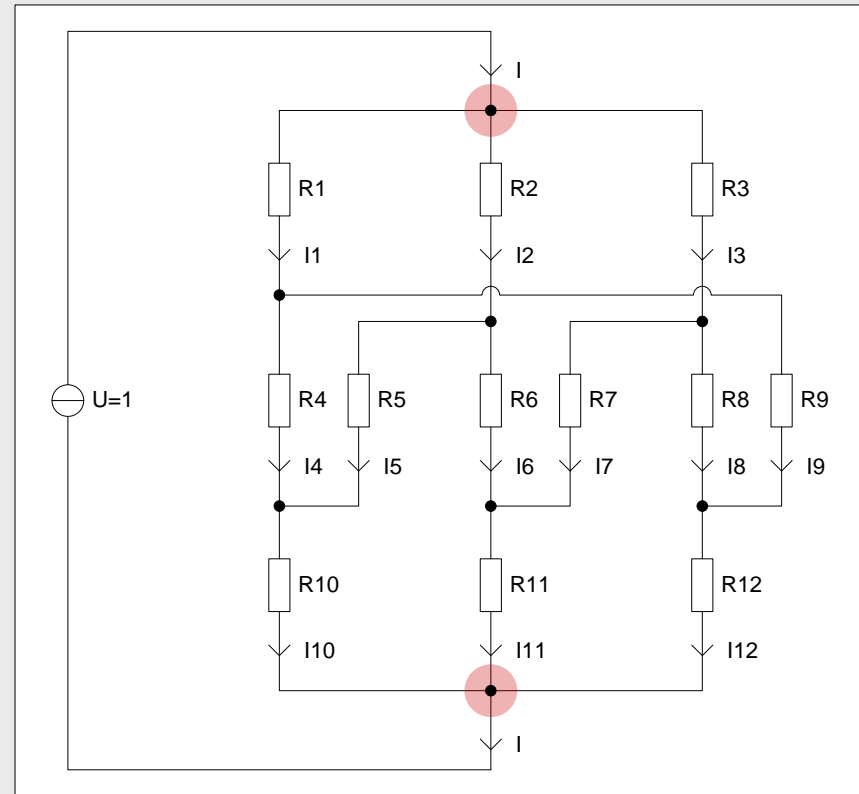 I
R1 R2 R3
I1 I2 I3
U=1 R4 R5 R6 R7 R8 R9
I4 I5 I6 I7 I8 I9
R10 R11 R12
I10 I11 I12
I